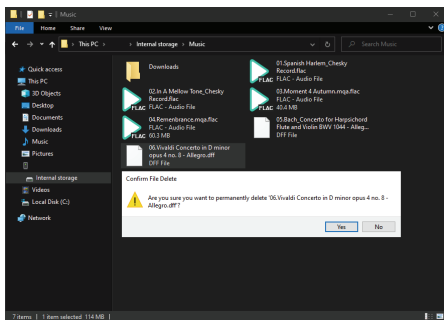 Music
File Home Share View
This PC > > Internal storage > Music
Search Music
Quick access
This PC
3D Objects
Desktop
Documents
Downloads
Music
Pictures
Internal storage
Videos
Local Disk (C:)
Network
Downloads
01.Spanish Harlem_Chesky
Record.flac
FLAC - Audio File
FLAC
02.In A Mellow Tone_Chesky
Record.flac
FLAC - Audio File
FLAC
03.Moment 4 Autumn.mqa.flac
FLAC - Audio File
40.4 MB
FLAC
04.Remembrance.mqa.flac
FLAC - Audio File
60.3 MB
FLAC
05.Bach_Concerto for Harpsichord
Flute and Violin BWV 1044 - Alleg...
DFF File
06.Vivaldi Concerto in D minor
opus 4 no. 8 - Allegro.dff
DFF File
Confirm File Delete
Are you sure you want to permanently delete '06.Vivaldi Concerto in D minor opus 4 no. 8 -
Allegro.dff'?
Yes No
7 items 1 item selected 114 MB